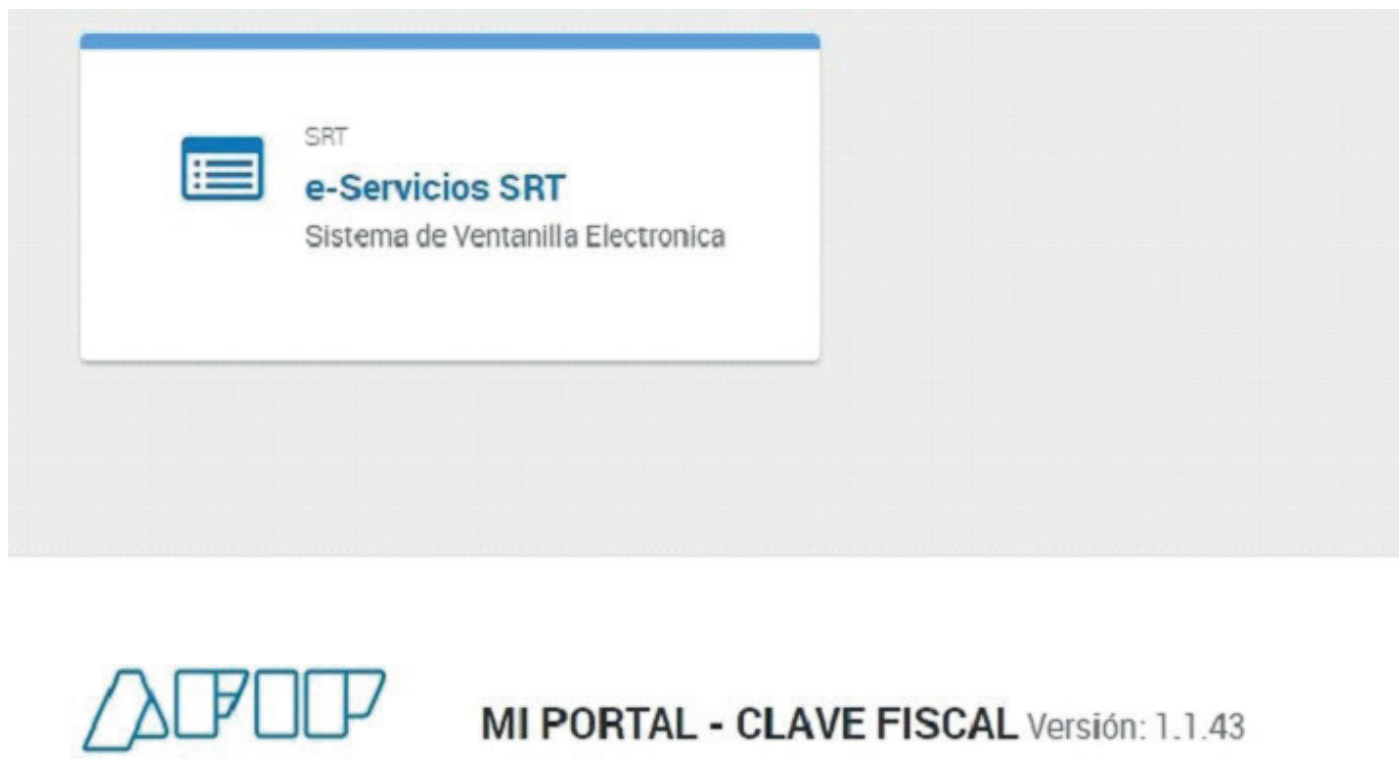 SRT
e-Servicios SRT
Sistema de Ventanilla Electronica
AFIP
MI PORTAL - CLAVE FISCAL Versión: 1.1.43